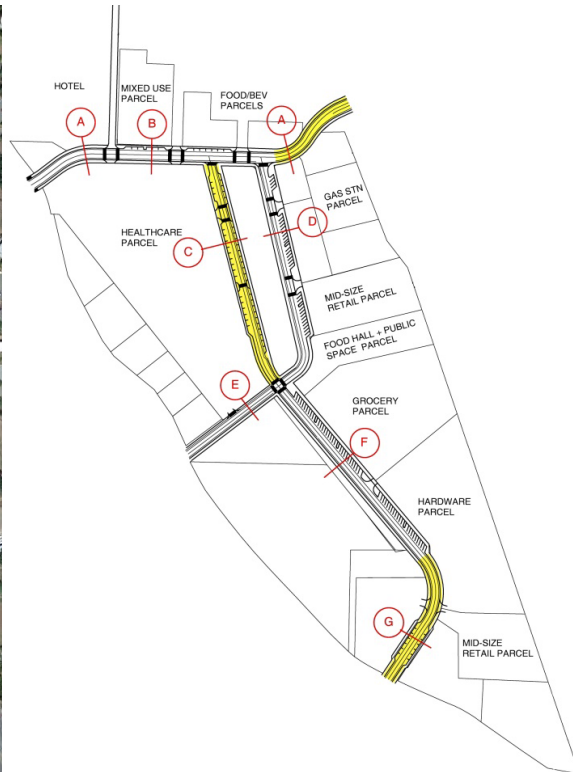 HOTEL
MIXED USE
PARCEL
FOOD/BEV
PARCELS
A
B
A
GAS STN
PARCEL
HEALTHCARE
PARCEL
C
D
MID-SIZE
RETAIL PARCEL
FOOD HALL + PUBLIC
SPACE PARCEL
E
GROCERY
PARCEL
F
HARDWARE
PARCEL
G
MID-SIZE
RETAIL PARCEL